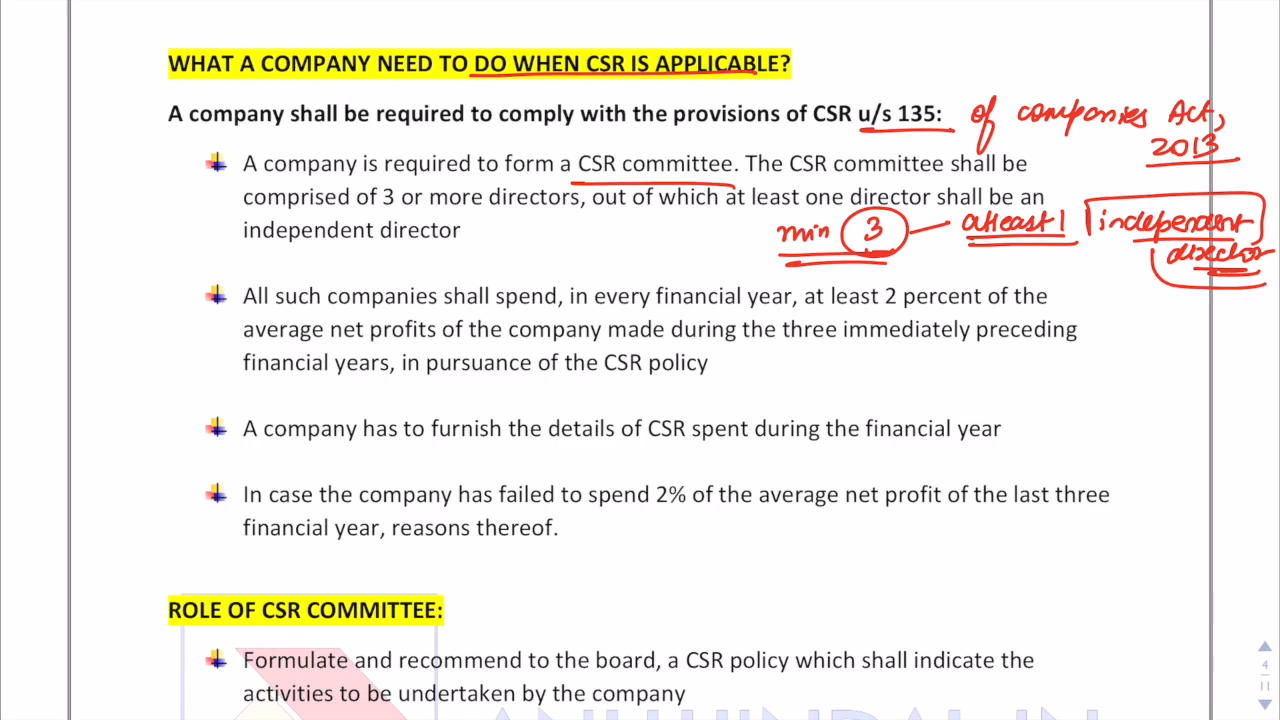 WHAT A COMPANY NEED TO DO WHEN CSR IS APPLICABLE?
A company shall be required to comply with the provisions of CSR u/s 135: of companies Act,
2013
A company is required to form a CSR committee. The CSR committee shall be
comprised of 3 or more directors, out of which at least one director shall be an
independent director
min 3 atleast 1 independent
director
All such companies shall spend, in every financial year, at least 2 percent of the
average net profits of the company made during the three immediately preceding
financial years, in pursuance of the CSR policy
A company has to furnish the details of CSR spent during the financial year
In case the company has failed to spend 2% of the average net profit of the last three
financial year, reasons thereof.
ROLE OF CSR COMMITTEE:
Formulate and recommend to the board, a CSR policy which shall indicate the
activities to be undertaken by the company
4
11